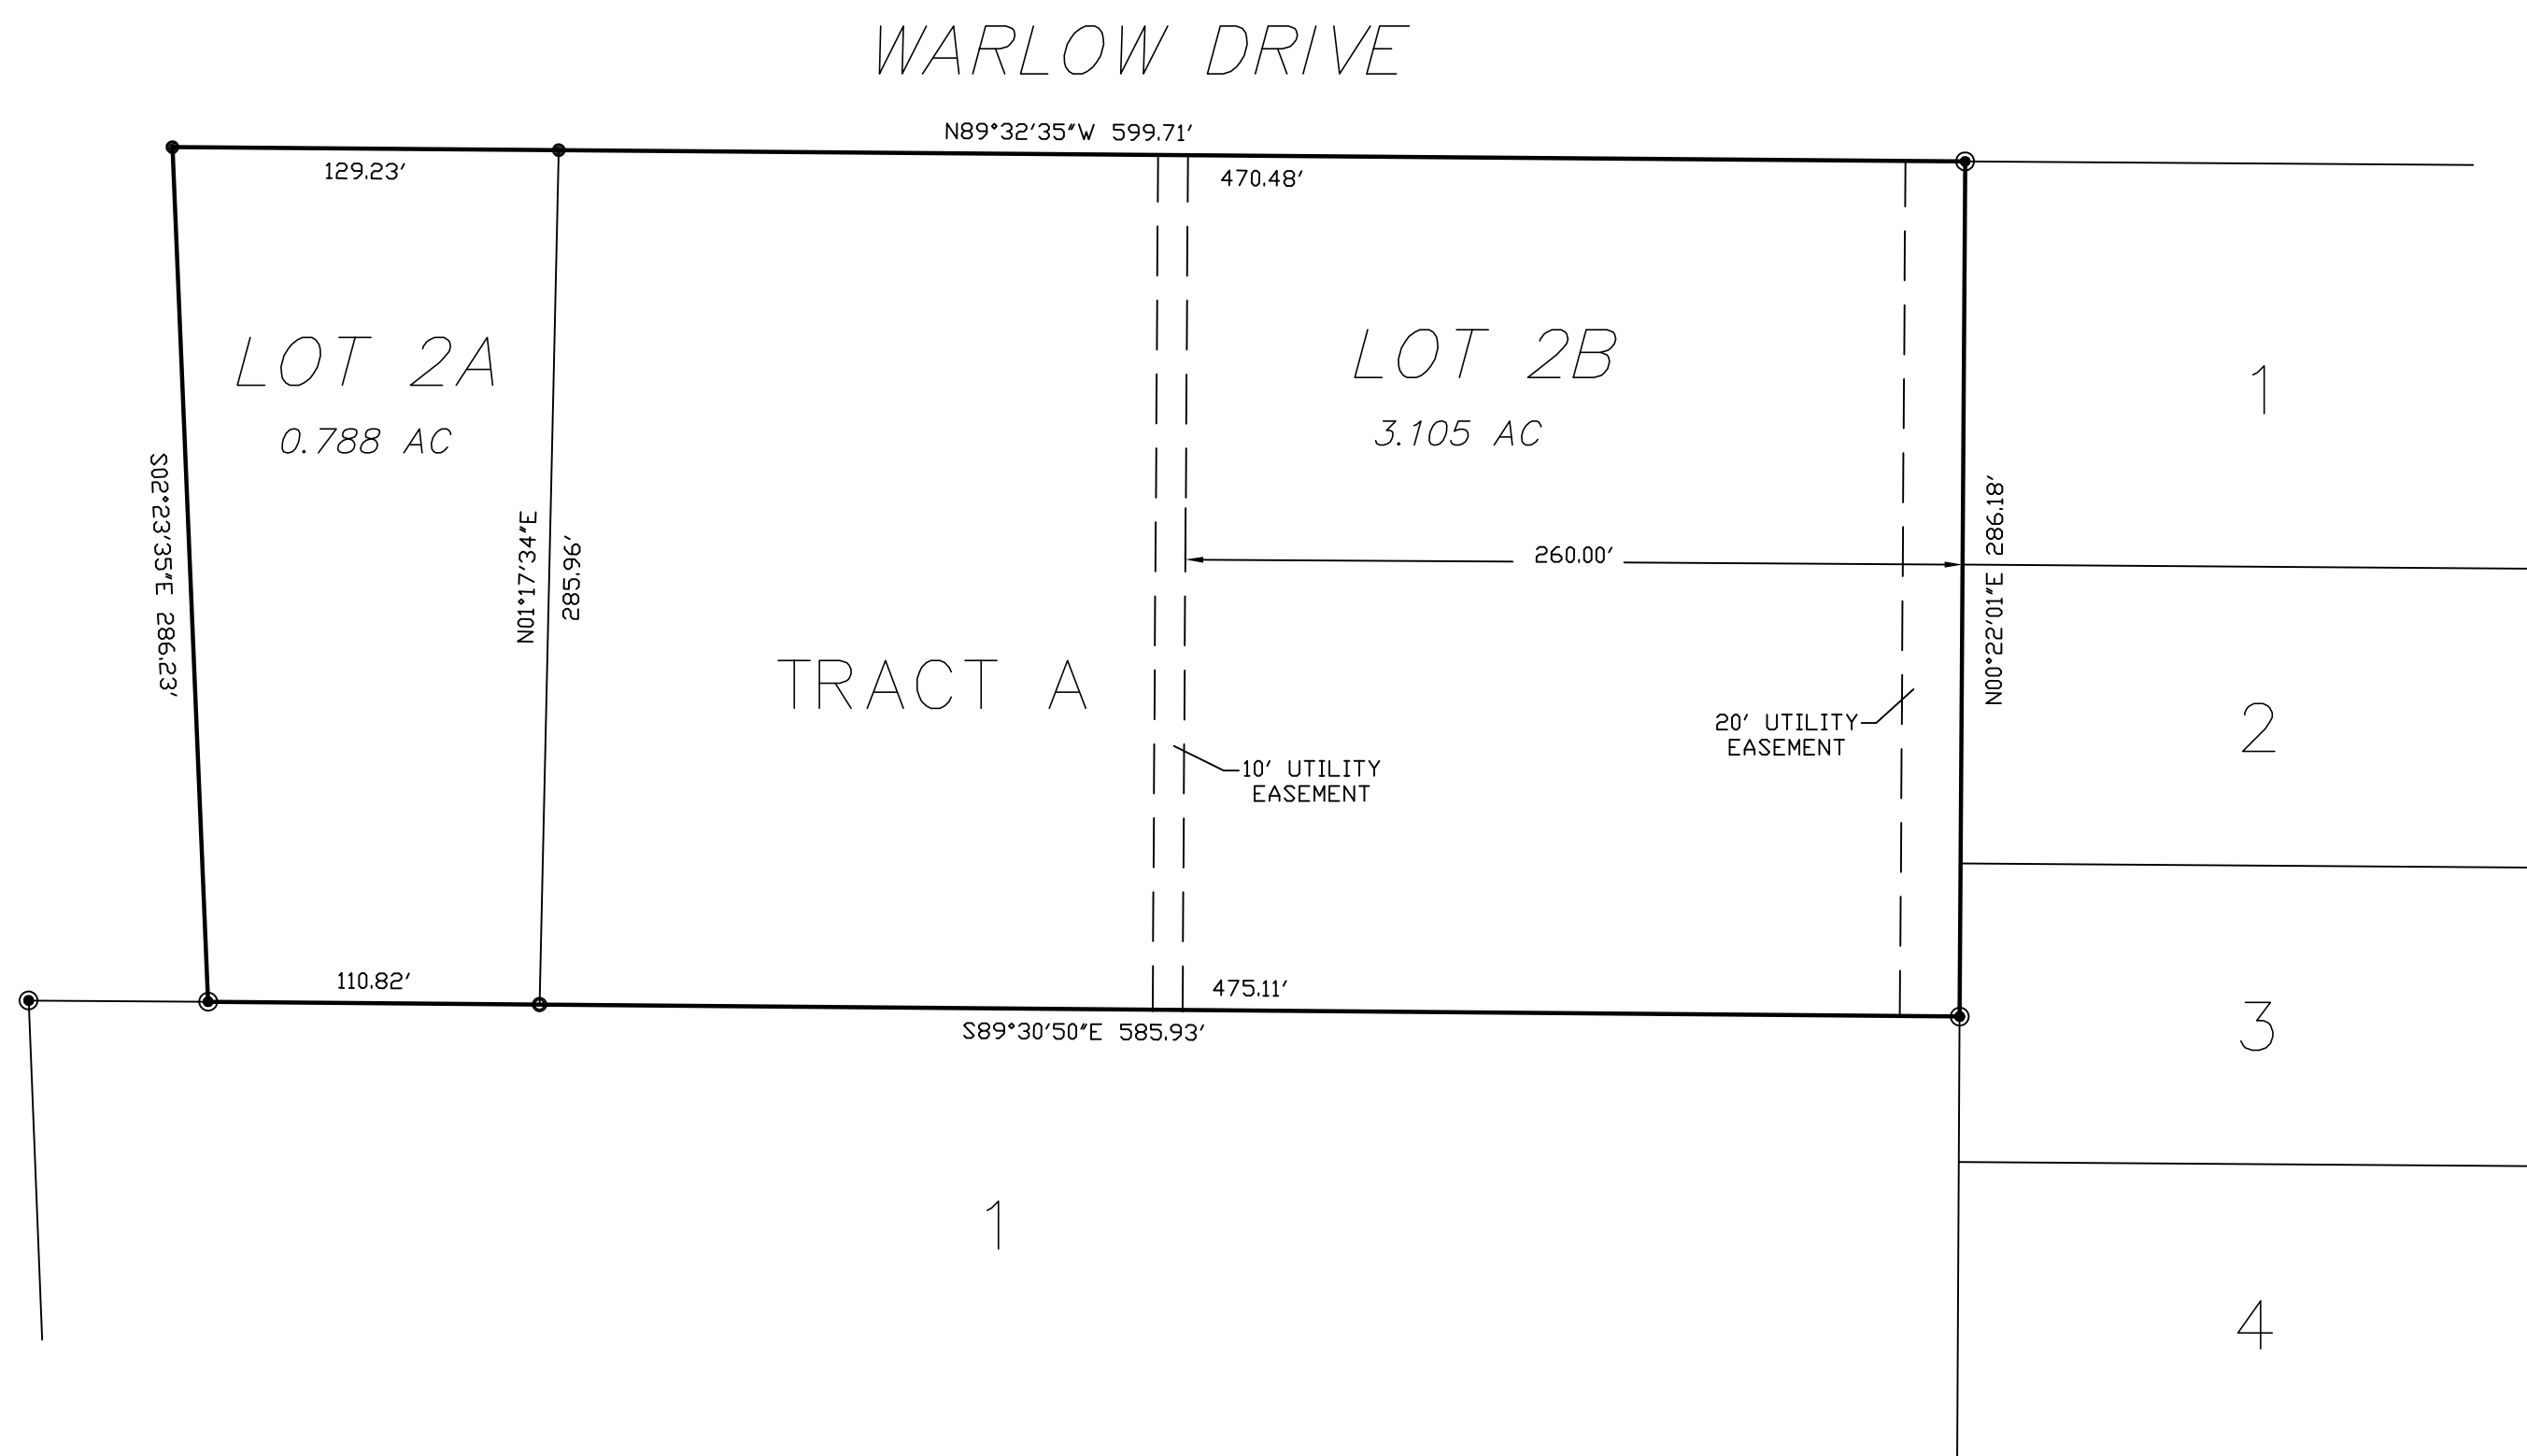 WARLOW DRIVE
N89°32'35"W 599.71'
129.23'
470.48'
LOT 2A
0.788 AC
LOT 2B
3.105 AC
1
S02°23'35"E 286.23'
N01°17'34"E
285.96'
260.00'
N00°22'01"E 286.18'
TRACT A
20' UTILITY
EASEMENT
2
10' UTILITY
EASEMENT
110.82'
475.11'
S89°30'50"E 585.93'
3
1
4